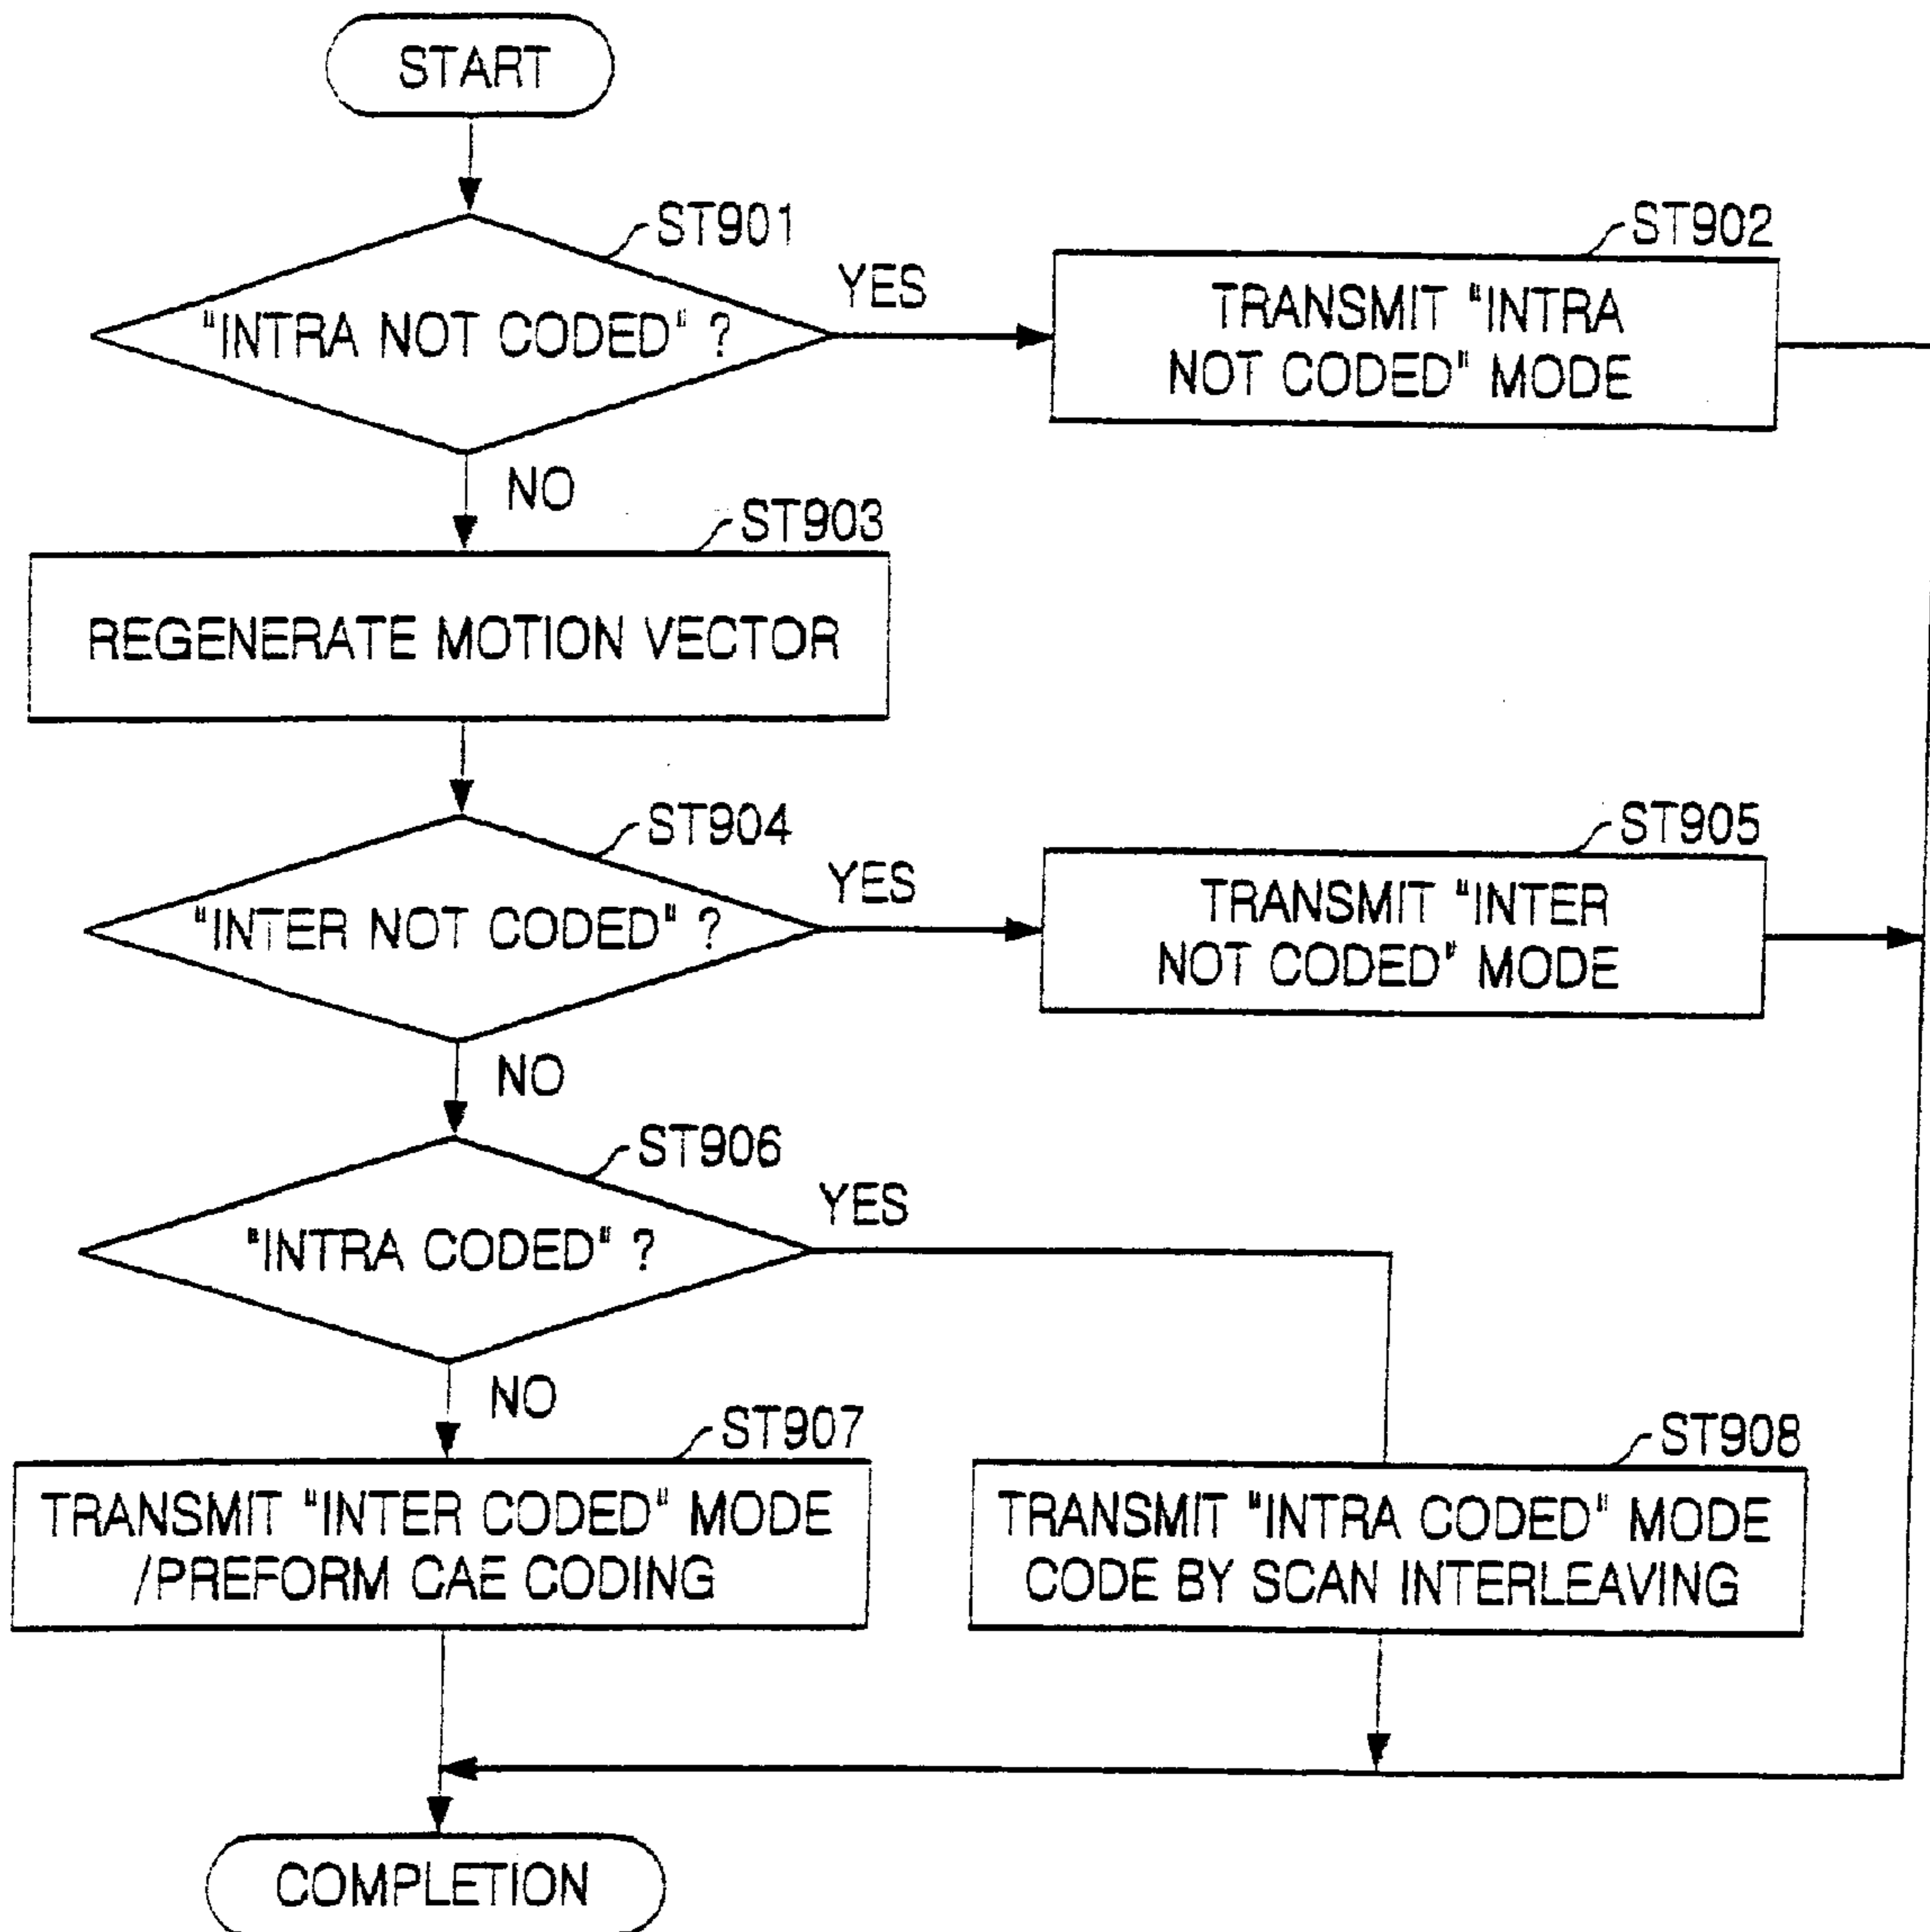 START
ST901
"INTRA NOT CODED" ?
YES
ST902
TRANSMIT "INTRA
NOT CODED" MODE
NO
ST903
REGENERATE MOTION VECTOR
ST904
"INTER NOT CODED" ?
YES
ST905
TRANSMIT "INTER
NOT CODED" MODE
NO
ST906
"INTRA CODED" ?
YES
NO
ST907
TRANSMIT "INTER CODED" MODE
/PREFORM CAE CODING
ST908
TRANSMIT "INTRA CODED" MODE
CODE BY SCAN INTERLEAVING
COMPLETION